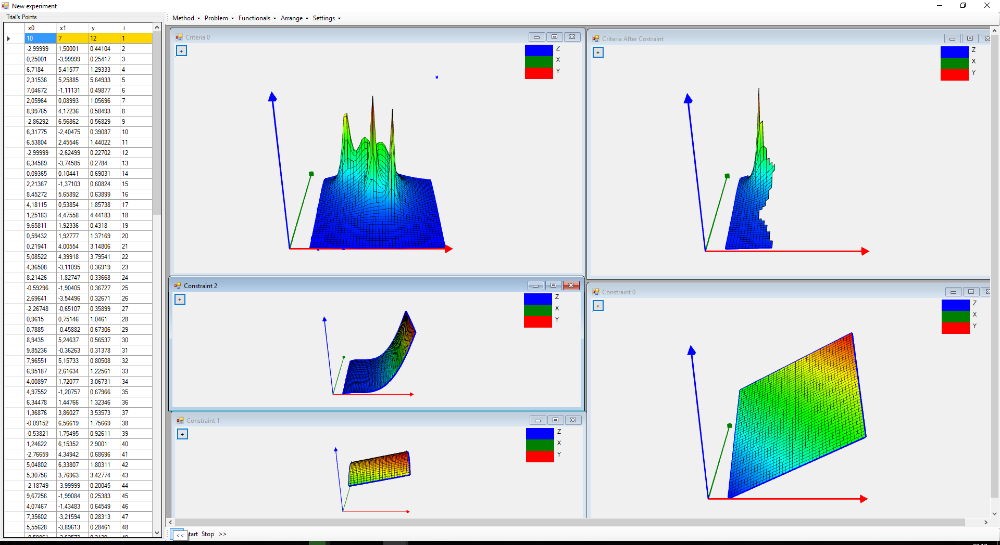 New experiment
Trial's Points
Method Problem Functionals Arrange Settings
x0 x1 y i
10 7 12 1
-2,99999 1,50001 0,44104 2
0,25001 -3,99999 0,25417 3
6,7184 5,41577 1,29333 4
2,31536 5,25885 5,64933 5
7,04672 -1,11131 0,49877 6
2,05964 0,08993 1,05696 7
8,99765 4,17236 0,58493 8
-2,86292 6,56862 0,56829 9
6,31775 -2,40475 0,39087 10
6,53804 2,45546 1,44022 11
-2,99999 -2,62499 0,22702 12
6,34589 -3,74585 0,2784 13
0,09365 0,10441 0,69031 14
2,21367 -1,37103 0,60824 15
8,45272 5,65892 0,63899 16
4,18115 0,53854 1,85738 17
1,25183 4,47558 4,44183 18
9,65811 1,92336 0,4318 19
0,59432 1,92777 1,37169 20
0,21941 4,00554 3,14806 21
5,08522 4,39918 3,79541 22
4,36508 -3,11095 0,36919 23
8,21426 -1,82747 0,33668 24
-0,59296 -1,90405 0,36727 25
2,69641 -3,54496 0,32671 26
-2,26748 -0,65107 0,35899 27
0,9615 0,75146 1,0461 28
0,7885 -0,45882 0,67306 29
8,9435 5,24637 0,56537 30
9,85236 -0,36263 0,31378 31
7,96551 5,15733 0,80508 32
6,95187 2,61634 1,22561 33
4,00897 1,72077 3,06731 34
4,97552 -1,20757 0,67966 35
6,34478 1,44766 1,32346 36
1,36876 3,86027 3,53573 37
-0,09152 6,56619 1,75669 38
-0,53821 1,75495 0,92611 39
1,24622 6,15352 2,9001 40
-2,76659 4,34942 0,68696 41
5,04802 6,33807 1,80311 42
5,30756 3,76963 3,42774 43
-2,18749 -3,99999 0,20045 44
9,67256 -1,99084 0,25383 45
4,07467 -1,43483 0,64549 46
7,35602 -3,21594 0,28313 47
5,55628 -3,89613 0,28461 48
Criteria 0
+
Z
X
Y
Criteria After Costraint
+
Z
X
Y
Constraint 2
+
Z
X
Y
Constraint 0
+
Z
X
Y
Constraint 1
+
Z
X
Y
<< tart Stop >>